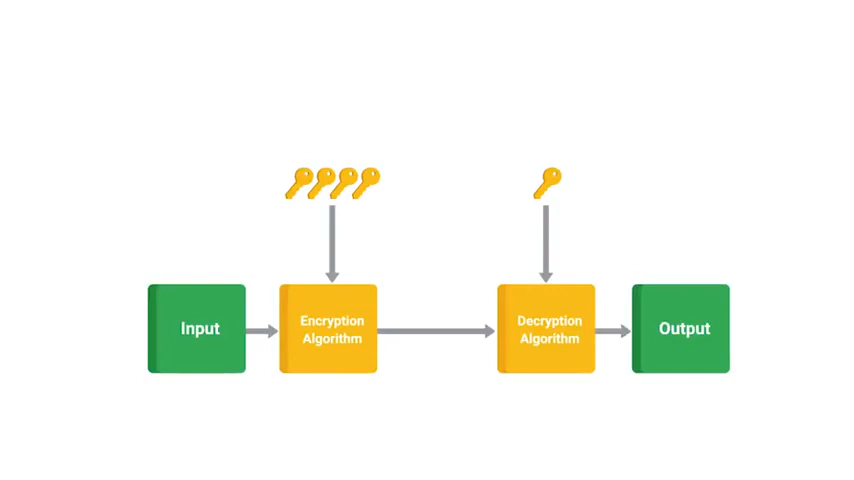 Input
Encryption
Algorithm
Decryption
Algorithm
Output